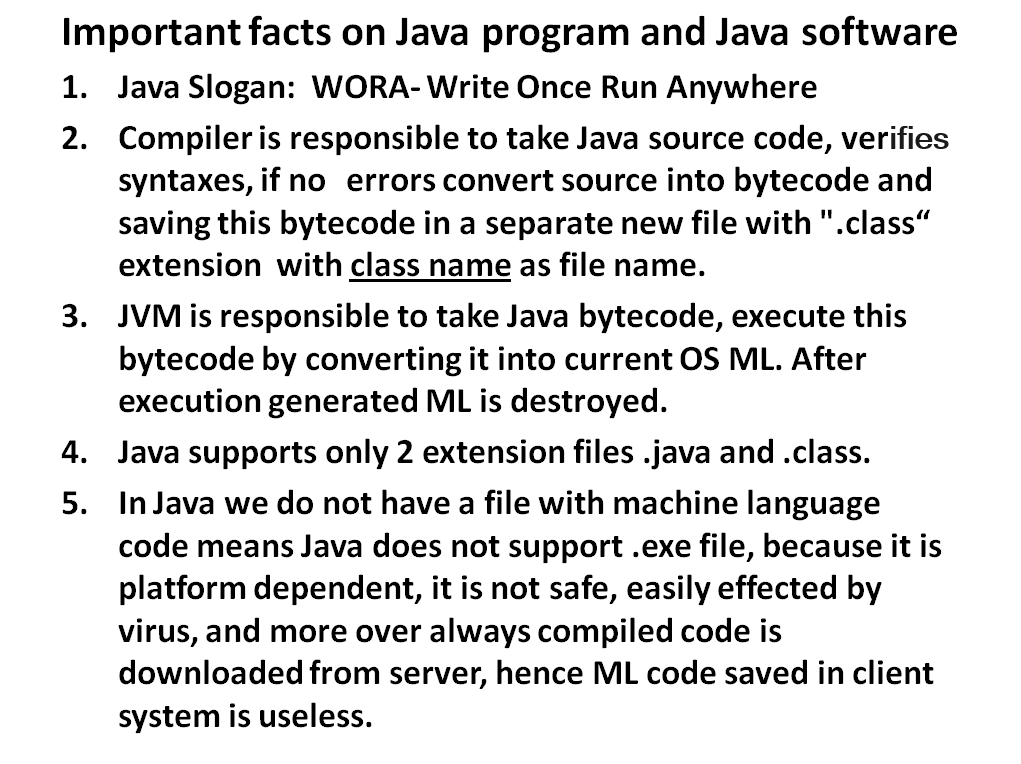 Important facts on Java program and Java software
1. Java Slogan: WORA- Write Once Run Anywhere
2. Compiler is responsible to take Java source code, verifies
syntaxes, if no errors convert source into bytecode and
saving this bytecode in a separate new file with ".class“
extension with class name as file name.
3. JVM is responsible to take Java bytecode, execute this
bytecode by converting it into current OS ML. After
execution generated ML is destroyed.
4. Java supports only 2 extension files .java and .class.
5. In Java we do not have a file with machine language
code means Java does not support .exe file, because it is
platform dependent, it is not safe, easily effected by
virus, and more over always compiled code is
downloaded from server, hence ML code saved in client
system is useless.